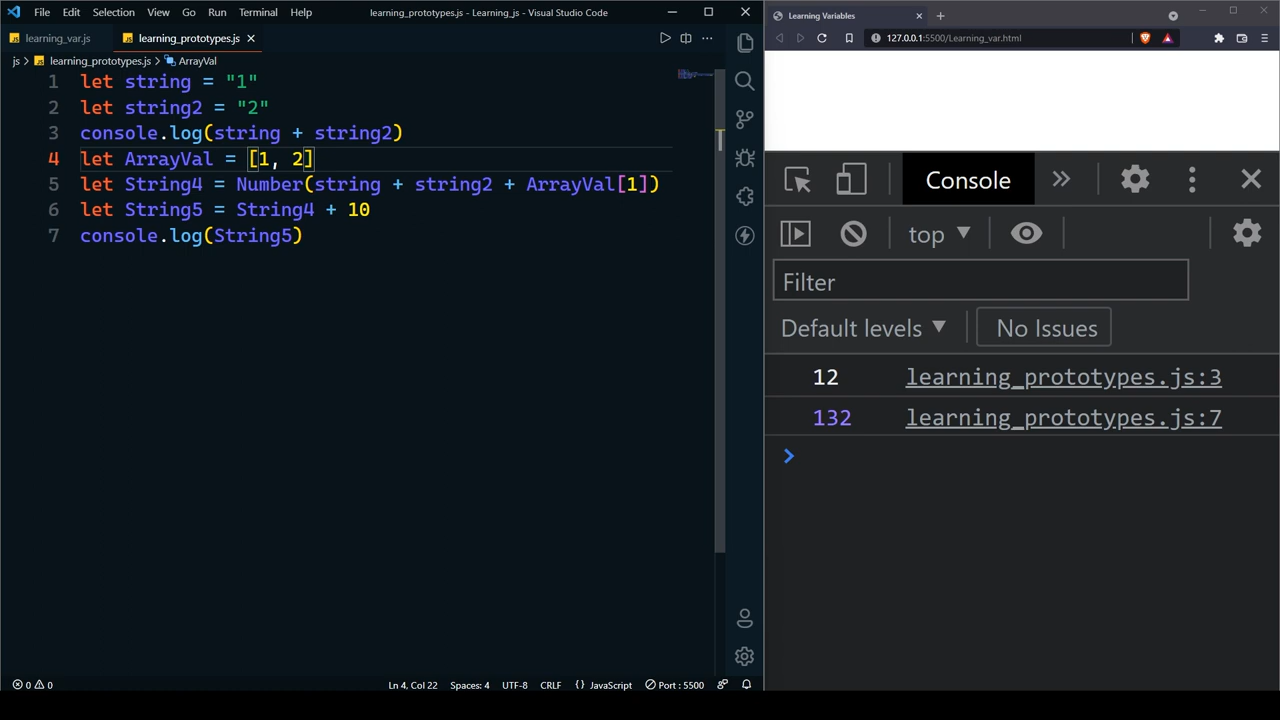 File Edit Selection View Go Run Terminal Help learning_prototypes.js - Learning_js - Visual Studio Code
learning_var.js learning_prototypes.js
js > learning_prototypes.js > ArrayVal
1 let string = "1"
2 let string2 = "2"
3 console.log(string + string2)
4 let ArrayVal = [1, 2]
5 let String4 = Number(string + string2 + ArrayVal[1])
6 let String5 = String4 + 10
7 console.log(String5)
0 0 Ln 4, Col 22 Spaces: 4 UTF-8 CRLF {} JavaScript Port : 5500
Learning Variables
127.0.0.1:5500/Learning_var.html
Console
top
Filter
Default levels No Issues
12 learning_prototypes.js:3
132 learning_prototypes.js:7